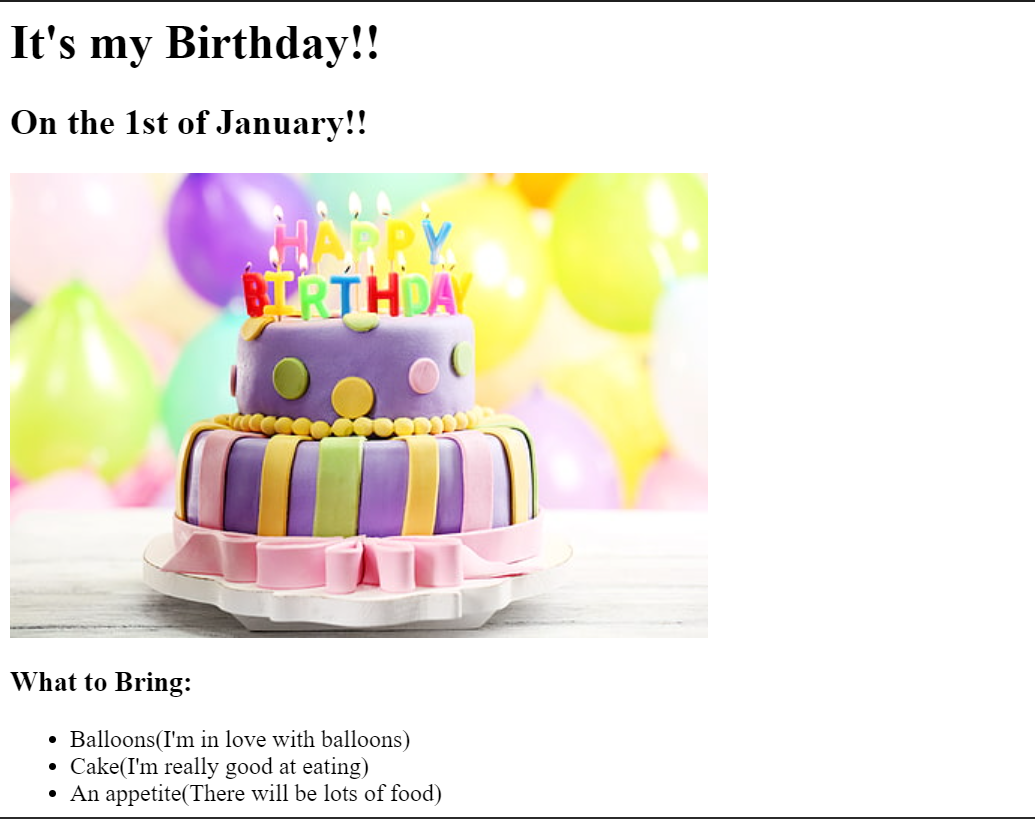 It's my Birthday!!
On the 1st of January!!
HAPPY
BIRTHDAY
What to Bring:
Balloons(I'm in love with balloons)
Cake(I'm really good at eating)
An appetite(There will be lots of food)